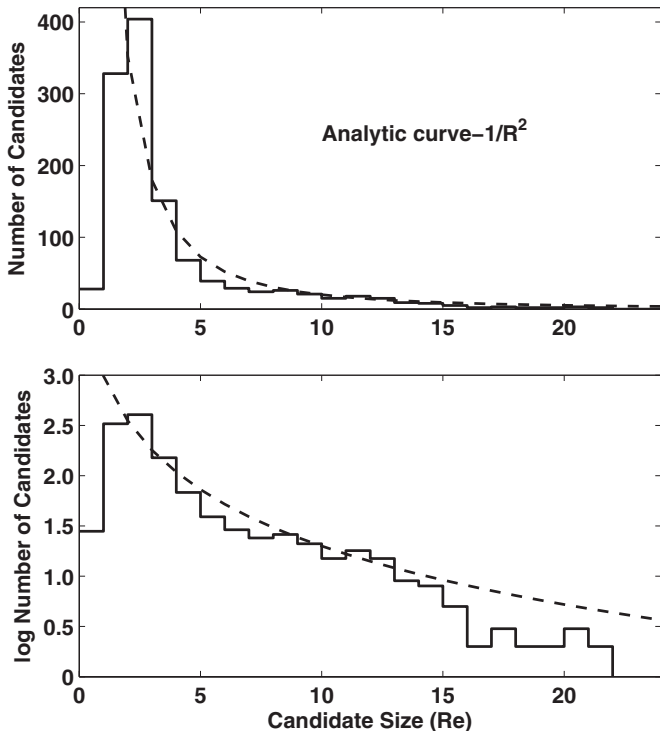 400
300
200
100
0
Number of Candidates
Analytic curve–1/R²
0 5 10 15 20
3.0
2.5
2.0
1.5
1.0
0.5
0
log Number of Candidates
0 5 10 15 20
Candidate Size (Re)